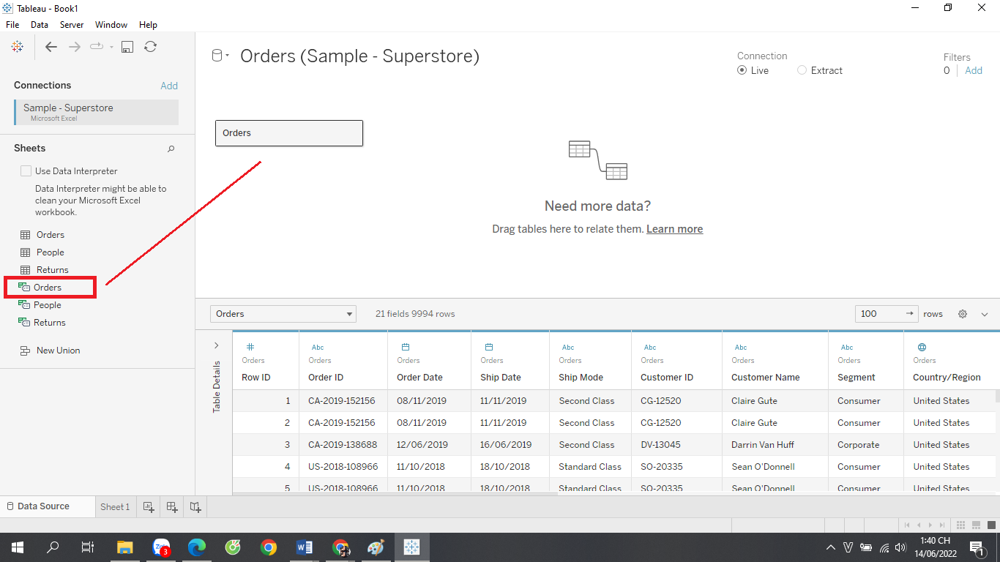 Tableau - Book1
File Data Server Window Help
Connections Add
Sample - Superstore
Microsoft Excel
Sheets
Use Data Interpreter
Data Interpreter might be able to
clean your Microsoft Excel
workbook.
Orders
People
Returns
Orders
People
Returns
New Union
Orders (Sample - Superstore)
Connection
Live Extract
Filters
0 Add
Orders
Need more data?
Drag tables here to relate them. Learn more
Orders 21 fields 9994 rows 100 rows
Table Details
# Abc Abc Abc Abc Abc
Orders Orders Orders Orders Orders Orders Orders Orders Orders
Row ID Order ID Order Date Ship Date Ship Mode Customer ID Customer Name Segment Country/Region
1 CA-2019-152156 08/11/2019 11/11/2019 Second Class CG-12520 Claire Gute Consumer United States
2 CA-2019-152156 08/11/2019 11/11/2019 Second Class CG-12520 Claire Gute Consumer United States
3 CA-2019-138688 12/06/2019 16/06/2019 Second Class DV-13045 Darrin Van Huff Corporate United States
4 US-2018-108966 11/10/2018 18/10/2018 Standard Class SO-20335 Sean O'Donnell Consumer United States
5 US-2018-108966 11/10/2018 18/10/2018 Standard Class SO-20335 Sean O'Donnell Consumer United States
Data Source Sheet 1
3
1:40 CH
14/06/2022
1